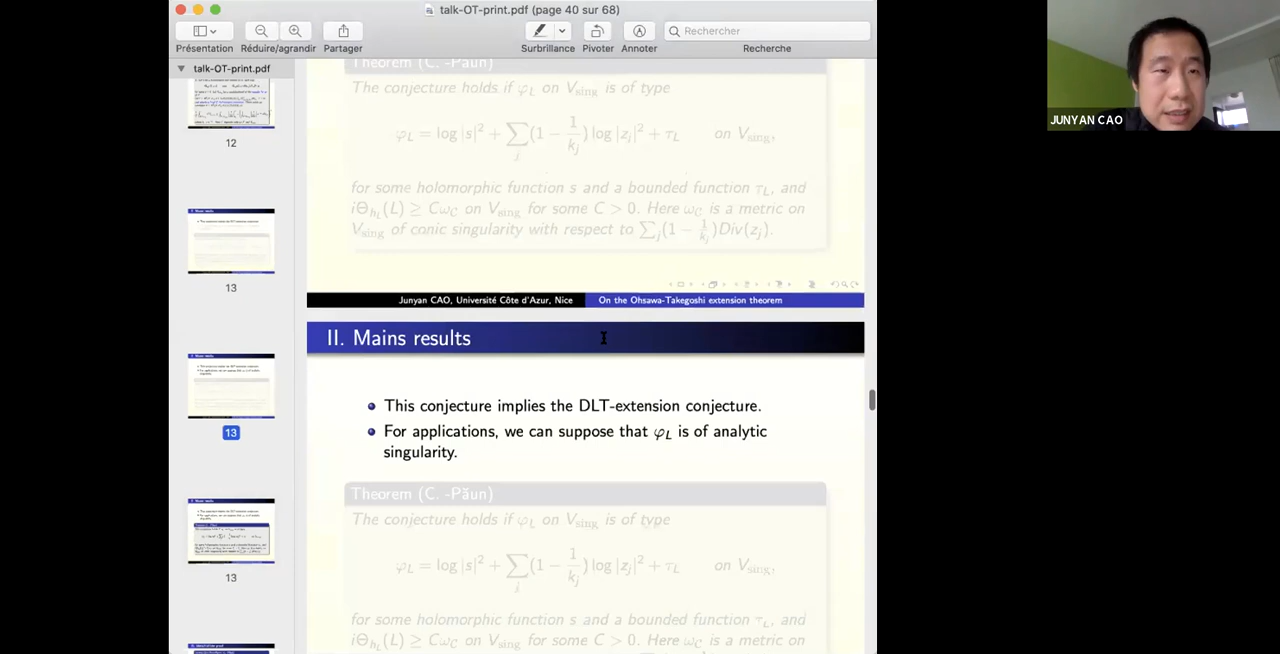 talk-OT-print.pdf (page 40 sur 68)
Présentation
Réduire/agrandir
Partager
Surbrillance
Pivoter
Annoter
Rechercher
Recherche
talk-OT-print.pdf
12
13
13
13
Theorem (C. -Păun)
The conjecture holds if φ_L on V_sing is of type
φ_L = log |s|² + ∑_j (1 − 1/k_j) log |z_j|² + τ_L on V_sing,
for some holomorphic function s and a bounded function τ_L, and
iΘ_{h_L}(L) ≥ Cω_C on V_sing for some C > 0. Here ω_C is a metric on
V_sing of conic singularity with respect to ∑_j (1 − 1/k_j) Div(z_j).
Junyan CAO, Université Côte d'Azur, Nice On the Ohsawa-Takegoshi extension theorem
II. Mains results
This conjecture implies the DLT-extension conjecture.
For applications, we can suppose that φ_L is of analytic
singularity.
Theorem (C. -Păun)
The conjecture holds if φ_L on V_sing is of type
φ_L = log |s|² + ∑_j (1 − 1/k_j) log |z_j|² + τ_L on V_sing,
for some holomorphic function s and a bounded function τ_L, and
iΘ_{h_L}(L) ≥ Cω_C on V_sing for some C > 0. Here ω_C is a metric on
JUNYAN CAO